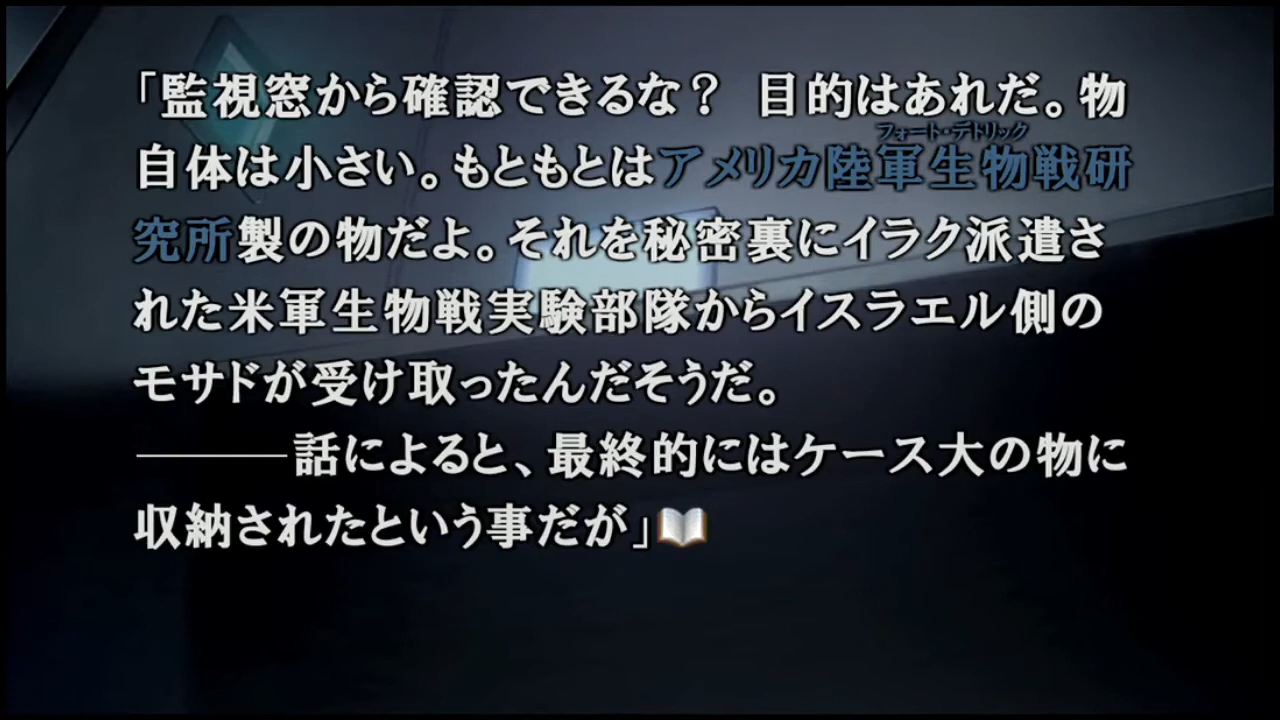 「監視窓から確認できるな？　目的はあれだ。物
フォート・デトリック
自体は小さい。もともとはアメリカ陸軍生物戦研
究所製の物だよ。それを秘密裏にイラク派遣さ
れた米軍生物戦実験部隊からイスラエル側の
モサドが受け取ったんだそうだ。
―――話によると、最終的にはケース大の物に
収納されたという事だが」